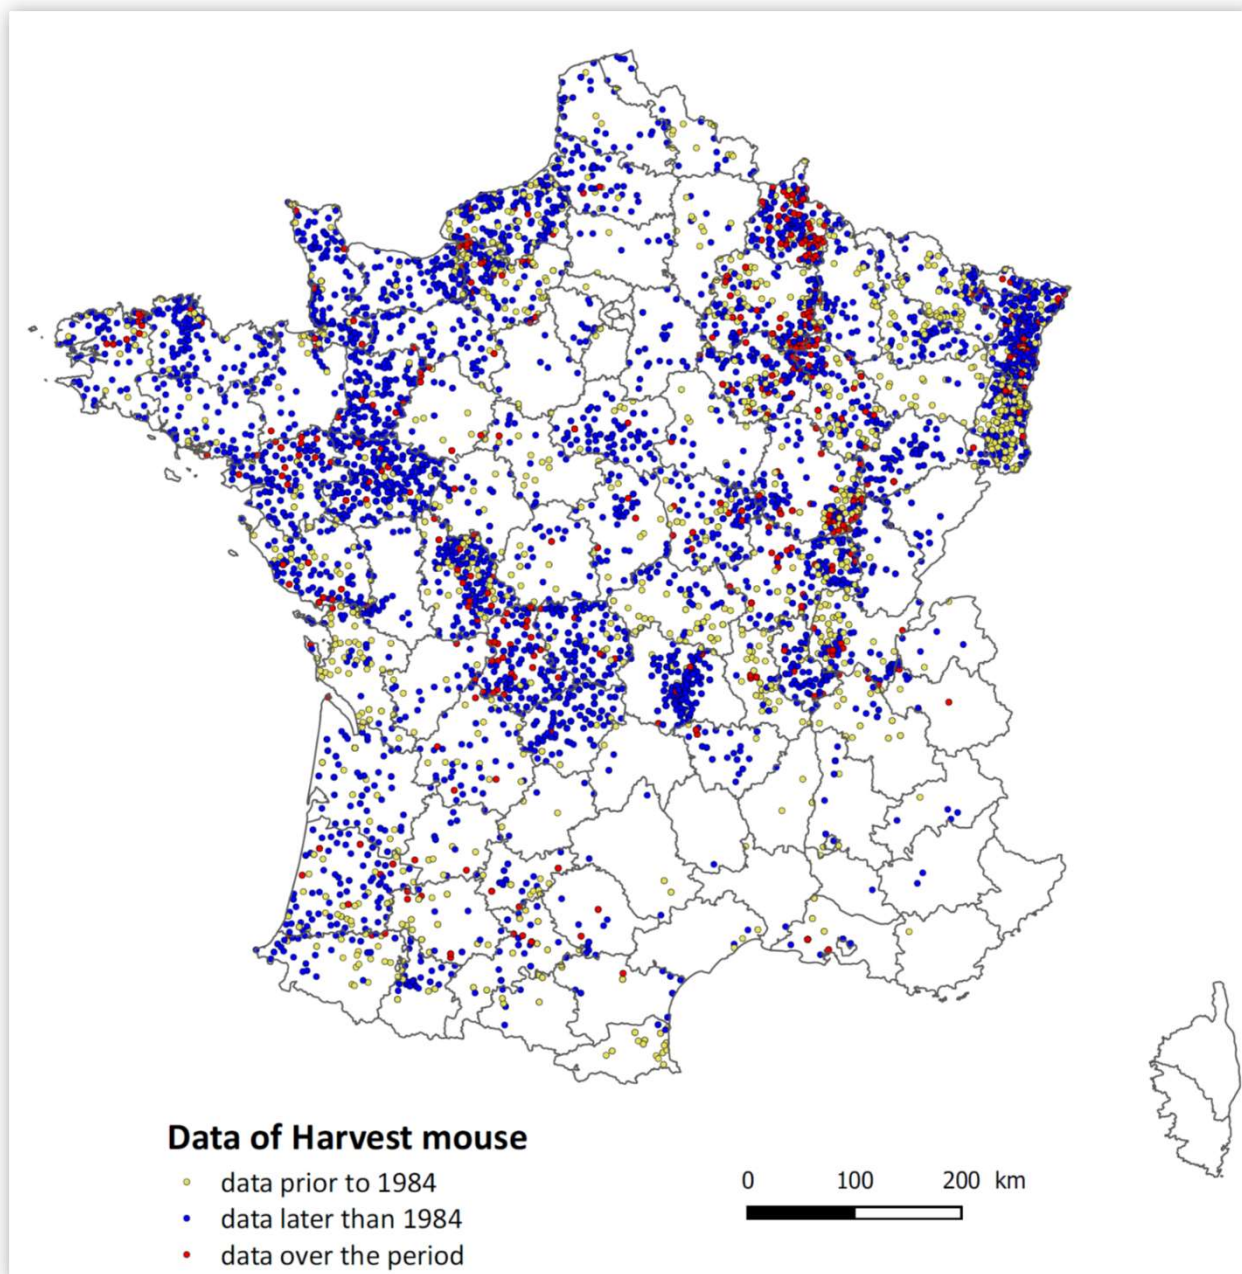 Data of Harvest mouse
data prior to 1984
data later than 1984
data over the period
0 100 200 km